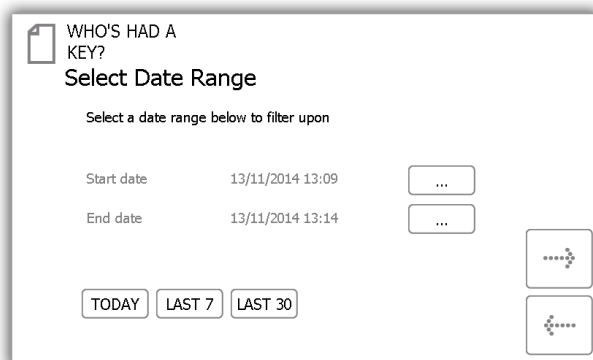 WHO'S HAD A
KEY?
Select Date Range
Select a date range below to filter upon
Start date 13/11/2014 13:09 ...
End date 13/11/2014 13:14 ...
TODAY LAST 7 LAST 30